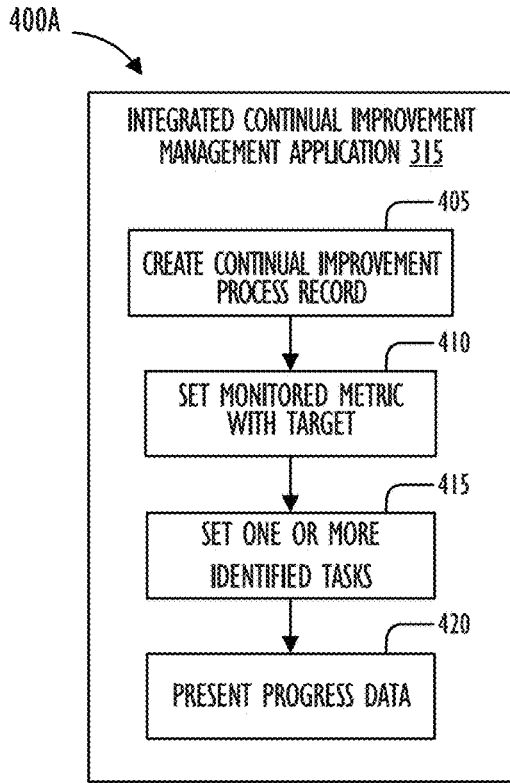 400A
INTEGRATED CONTINUAL IMPROVEMENT
MANAGEMENT APPLICATION 315
405
CREATE CONTINUAL IMPROVEMENT
PROCESS RECORD
410
SET MONITORED METRIC
WITH TARGET
415
SET ONE OR MORE
IDENTIFIED TASKS
420
PRESENT PROGRESS DATA